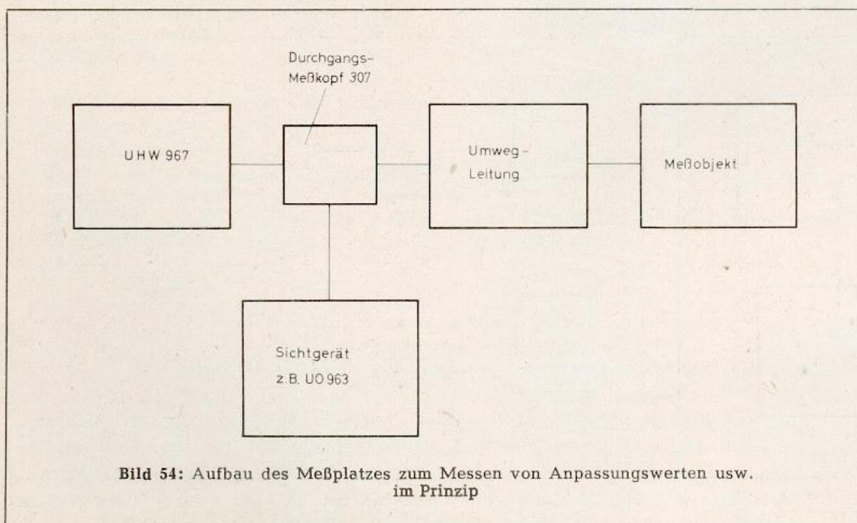 Durchgangs-
Meßkopf 307
UHW 967
Umweg-
Leitung
Meßobjekt
Sichtgerät
z.B. UO 963
Bild 54: Aufbau des Meßplatzes zum Messen von Anpassungswerten usw.
im Prinzip